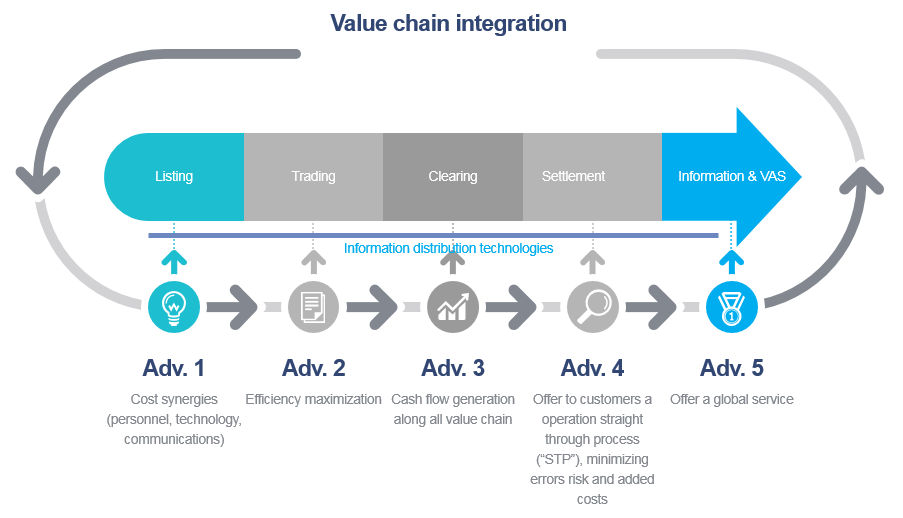 Value chain integration
Listing
Trading
Clearing
Settlement
Information & VAS
Information distribution technologies
1
Adv. 1
Cost synergies
(personnel, technology,
communications)
Adv. 2
Efficiency maximization
Adv. 3
Cash flow generation
along all value chain
Adv. 4
Offer to customers a
operation straight
through process
(“STP”), minimizing
errors risk and added
costs
Adv. 5
Offer a global service